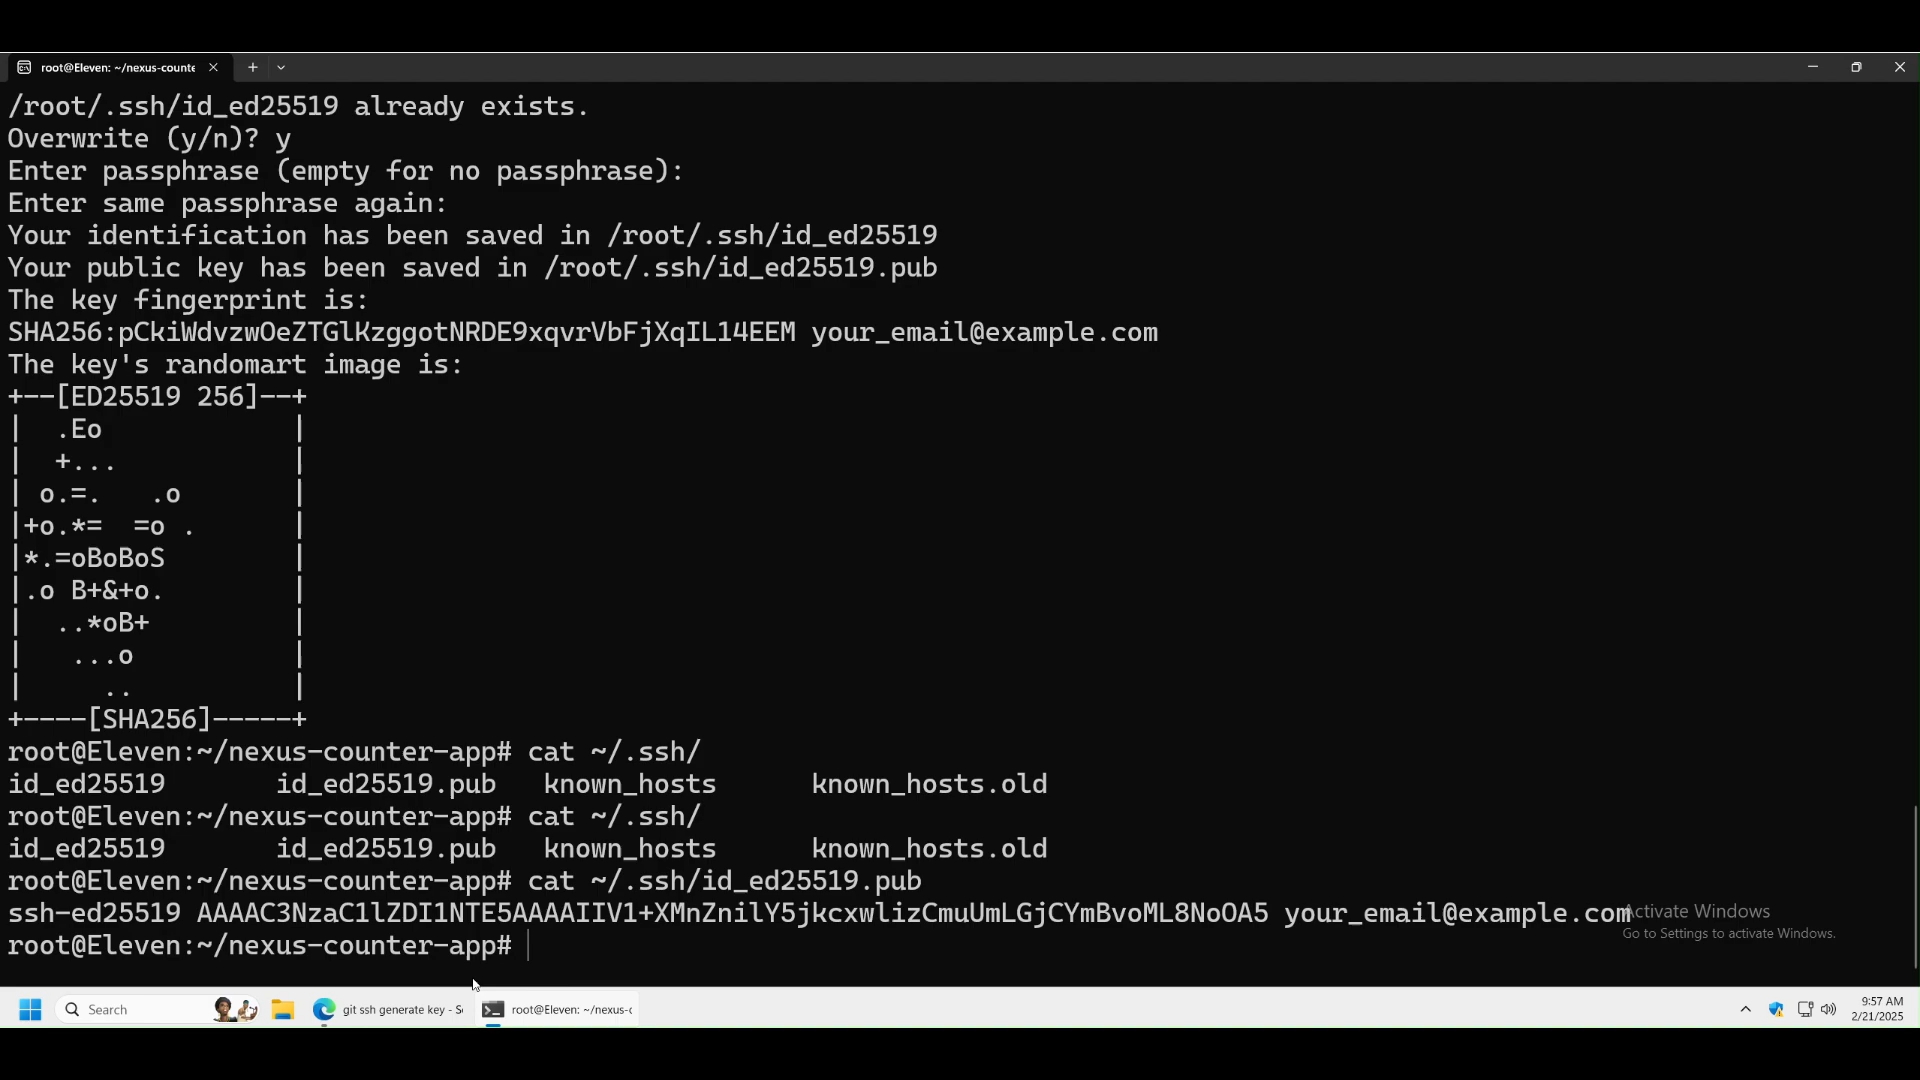 root@Eleven: ~/nexus-counte
/root/.ssh/id_ed25519 already exists.
Overwrite (y/n)? y
Enter passphrase (empty for no passphrase):
Enter same passphrase again:
Your identification has been saved in /root/.ssh/id_ed25519
Your public key has been saved in /root/.ssh/id_ed25519.pub
The key fingerprint is:
SHA256:pCkiWdvzwOeZTGlKzggotNRDE9xqvrVbFjXqIL14EEM your_email@example.com
The key's randomart image is:
+--[ED25519 256]--+
|   .Eo            |
|   +...           |
|  o.=.   .o       |
|+o.*=  =o .      |
|*.=oBoBoS        |
|.o B+&+o.        |
|   ..*oB+         |
|    ...o          |
|      ..          |
+----[SHA256]-----+
root@Eleven:~/nexus-counter-app# cat ~/.ssh/
id_ed25519       id_ed25519.pub   known_hosts      known_hosts.old
root@Eleven:~/nexus-counter-app# cat ~/.ssh/
id_ed25519       id_ed25519.pub   known_hosts      known_hosts.old
root@Eleven:~/nexus-counter-app# cat ~/.ssh/id_ed25519.pub
ssh-ed25519 AAAAC3NzaC1lZDI1NTE5AAAAIIV1+XMnZnilY5jkcxwlizCmuUmLGjCYmBvoML8NoOA5 your_email@example.com
Activate Windows
Go to Settings to activate Windows.
root@Eleven:~/nexus-counter-app#
Search
git ssh generate key - Se
root@Eleven: ~/nexus-c
9:57 AM
2/21/2025